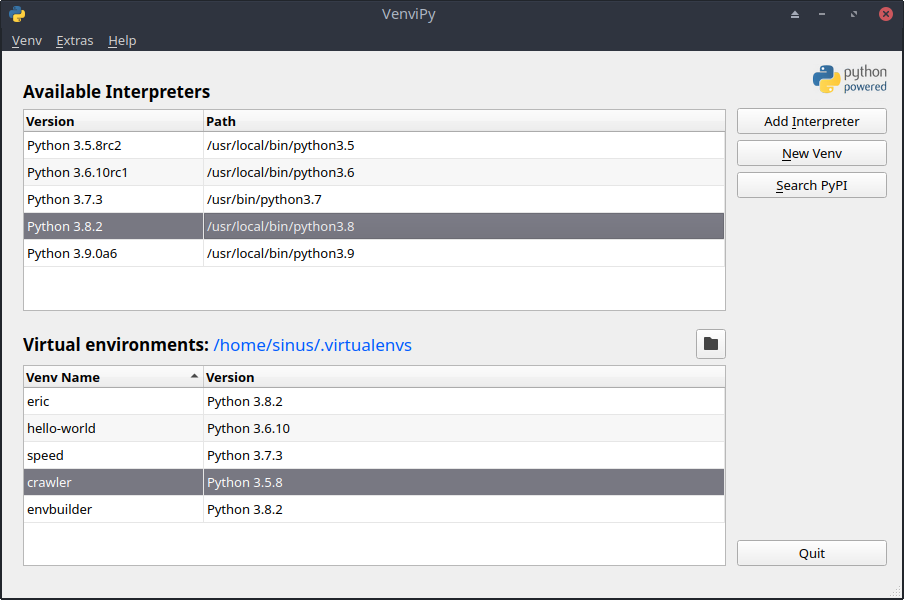 VenviPy
Venv Extras Help
python
powered
Available Interpreters
Version Path
Python 3.5.8rc2 /usr/local/bin/python3.5
Python 3.6.10rc1 /usr/local/bin/python3.6
Python 3.7.3 /usr/bin/python3.7
Python 3.8.2 /usr/local/bin/python3.8
Python 3.9.0a6 /usr/local/bin/python3.9
Add Interpreter
New Venv
Search PyPI
Virtual environments: /home/sinus/.virtualenvs
Venv Name Version
eric Python 3.8.2
hello-world Python 3.6.10
speed Python 3.7.3
crawler Python 3.5.8
envbuilder Python 3.8.2
Quit